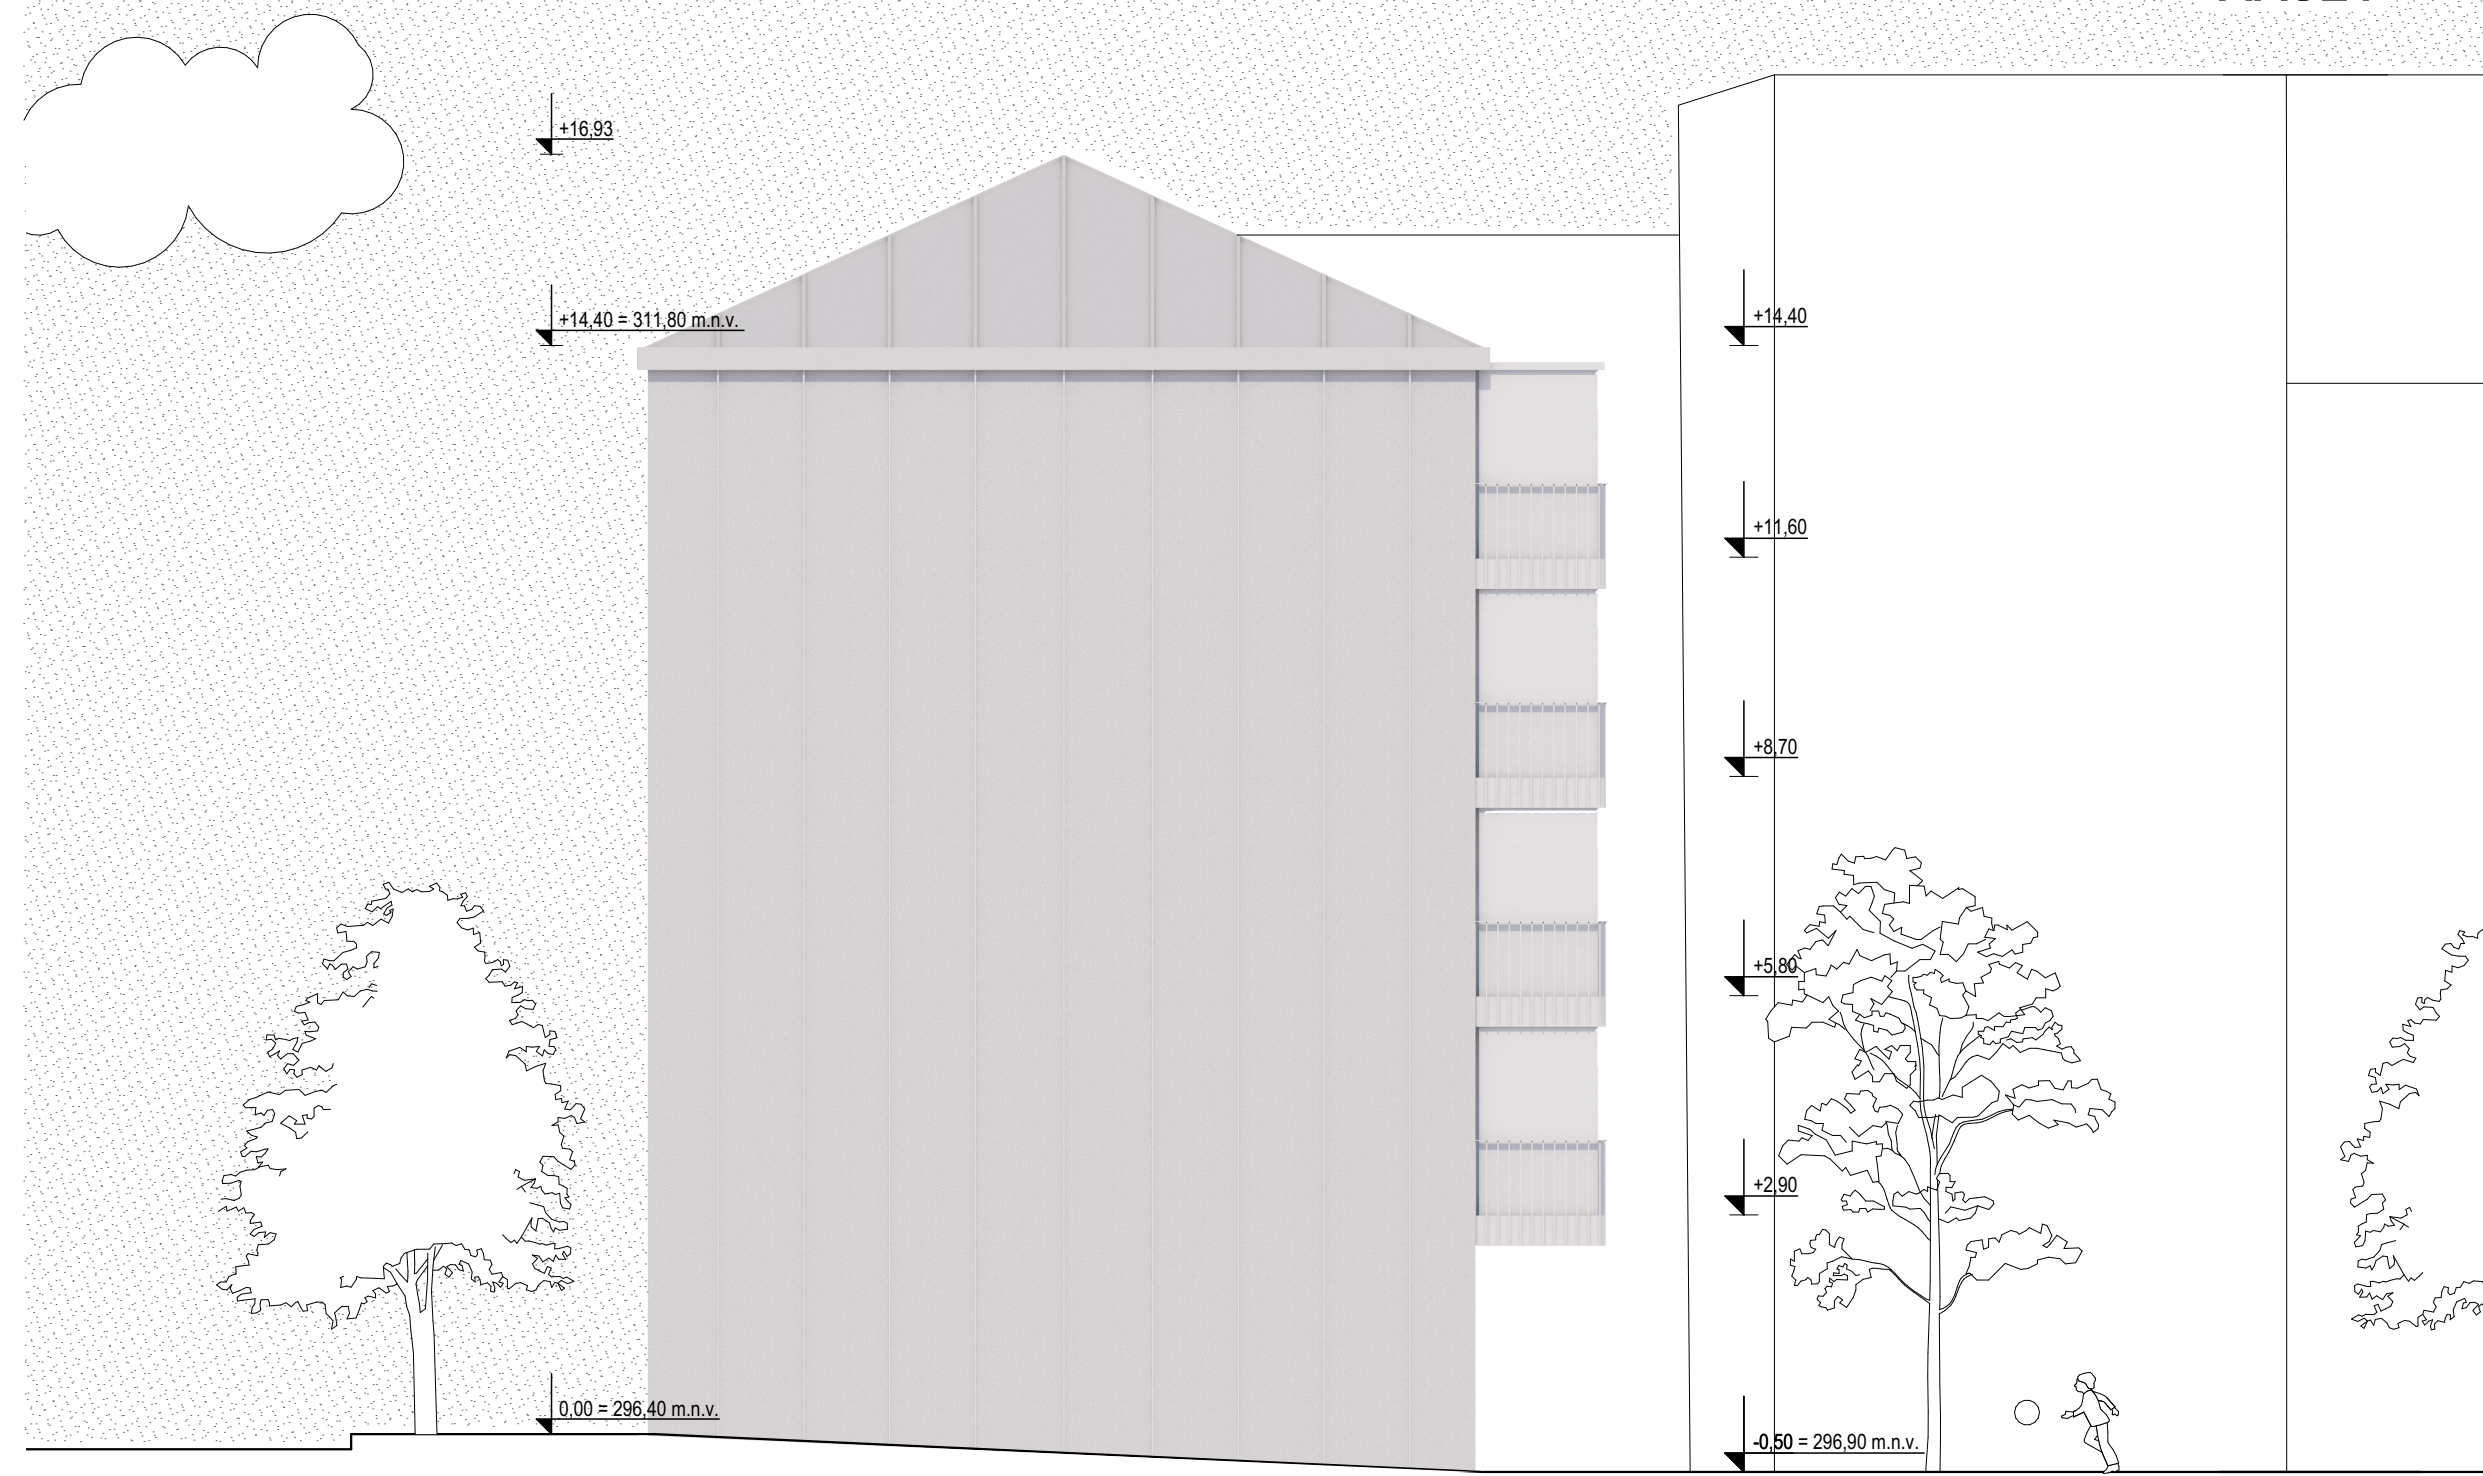 +16,93
+14,40 = 311,80 m.n.v.
+14,40
+11,60
+8,70
+5,80
+2,90
0,00 = 296,40 m.n.v.
-0,50 = 296,90 m.n.v.